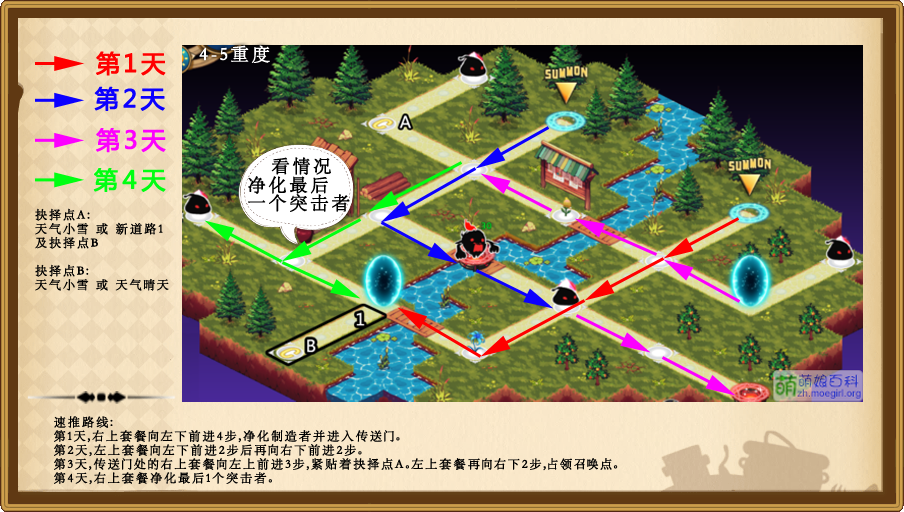 4-5重度
第1天
第2天
第3天
第4天
抉择点A:
天气小雪 或 新道路1
及抉择点B
抉择点B:
天气小雪 或 天气晴天
SUMMON
SUMMON
A
看情况
净化最后
一个突击者
1
B
萌娘百科
zh.moegirl.org
速推路线:
第1天,右上套餐向左下前进4步,净化制造者并进入传送门。
第2天,左上套餐向左下前进2步后再向右下前进2步。
第3天,传送门处的右上套餐向左上前进3步,紧贴着抉择点A。左上套餐再向右下2步,占领召唤点。
第4天,右上套餐净化最后1个突击者。